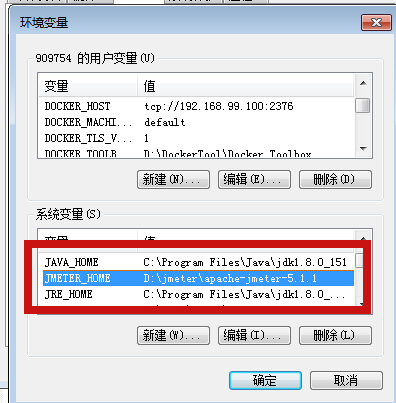 环境变量
909754 的用户变量(U)
变量 值
DOCKER_HOST tcp://192.168.99.100:2376
DOCKER_MACHI... default
DOCKER_TLS_V... 1
DOCKER_TOOLB D:\DockerTool\Docker Toolbox
新建(N)... 编辑(E)... 删除(D)
系统变量(S)
变量 值
JAVA_HOME C:\Program Files\Java\jdk1.8.0_151
JMETER_HOME D:\jmeter\apache-jmeter-5.1.1
JRE_HOME C:\Program Files\Java\jdk1.8.0_...
新建(W)... 编辑(I)... 删除(L)
确定 取消